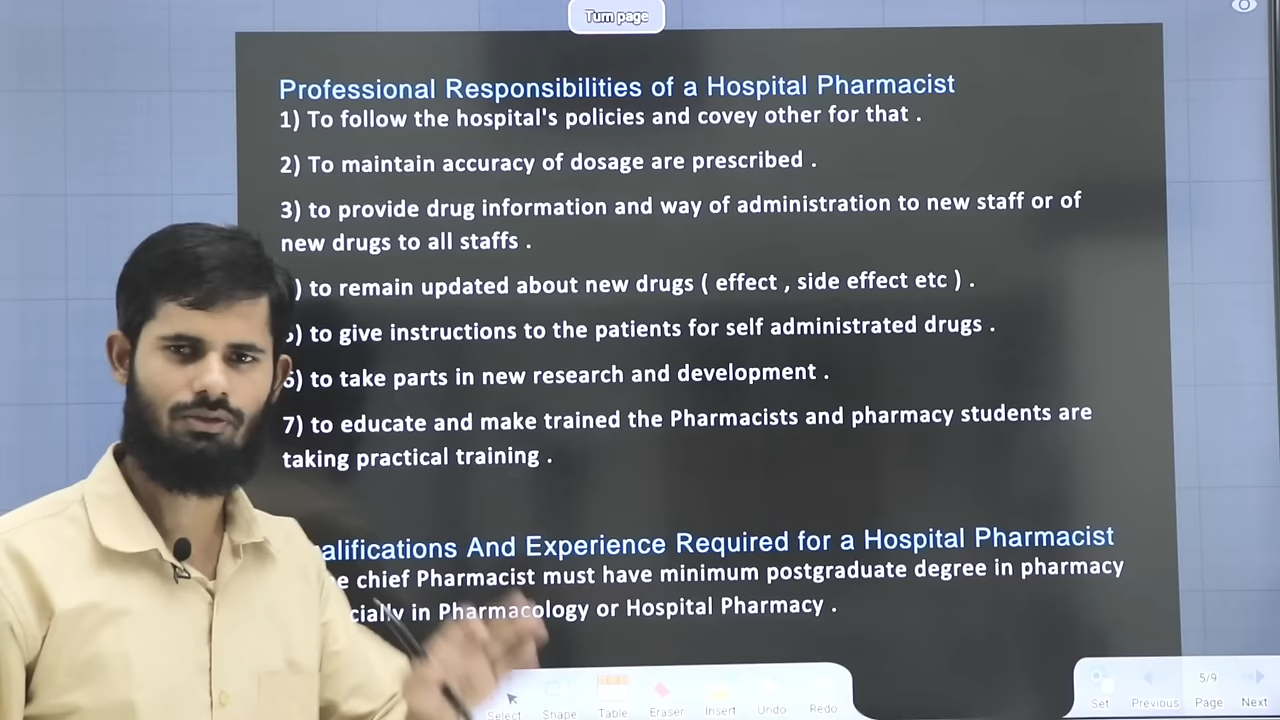 Turn page
Professional Responsibilities of a Hospital Pharmacist
1) To follow the hospital's policies and covey other for that .
2) To maintain accuracy of dosage are prescribed .
3) to provide drug information and way of administration to new staff or of
new drugs to all staffs .
) to remain updated about new drugs ( effect , side effect etc ) .
5) to give instructions to the patients for self administrated drugs .
6) to take parts in new research and development .
7) to educate and make trained the Pharmacists and pharmacy students are
taking practical training .
alifications And Experience Required for a Hospital Pharmacist
e chief Pharmacist must have minimum postgraduate degree in pharmacy
cially in Pharmacology or Hospital Pharmacy .
Select Shape Table Eraser Insert Undo Redo
5/9
Set Previous Page Next